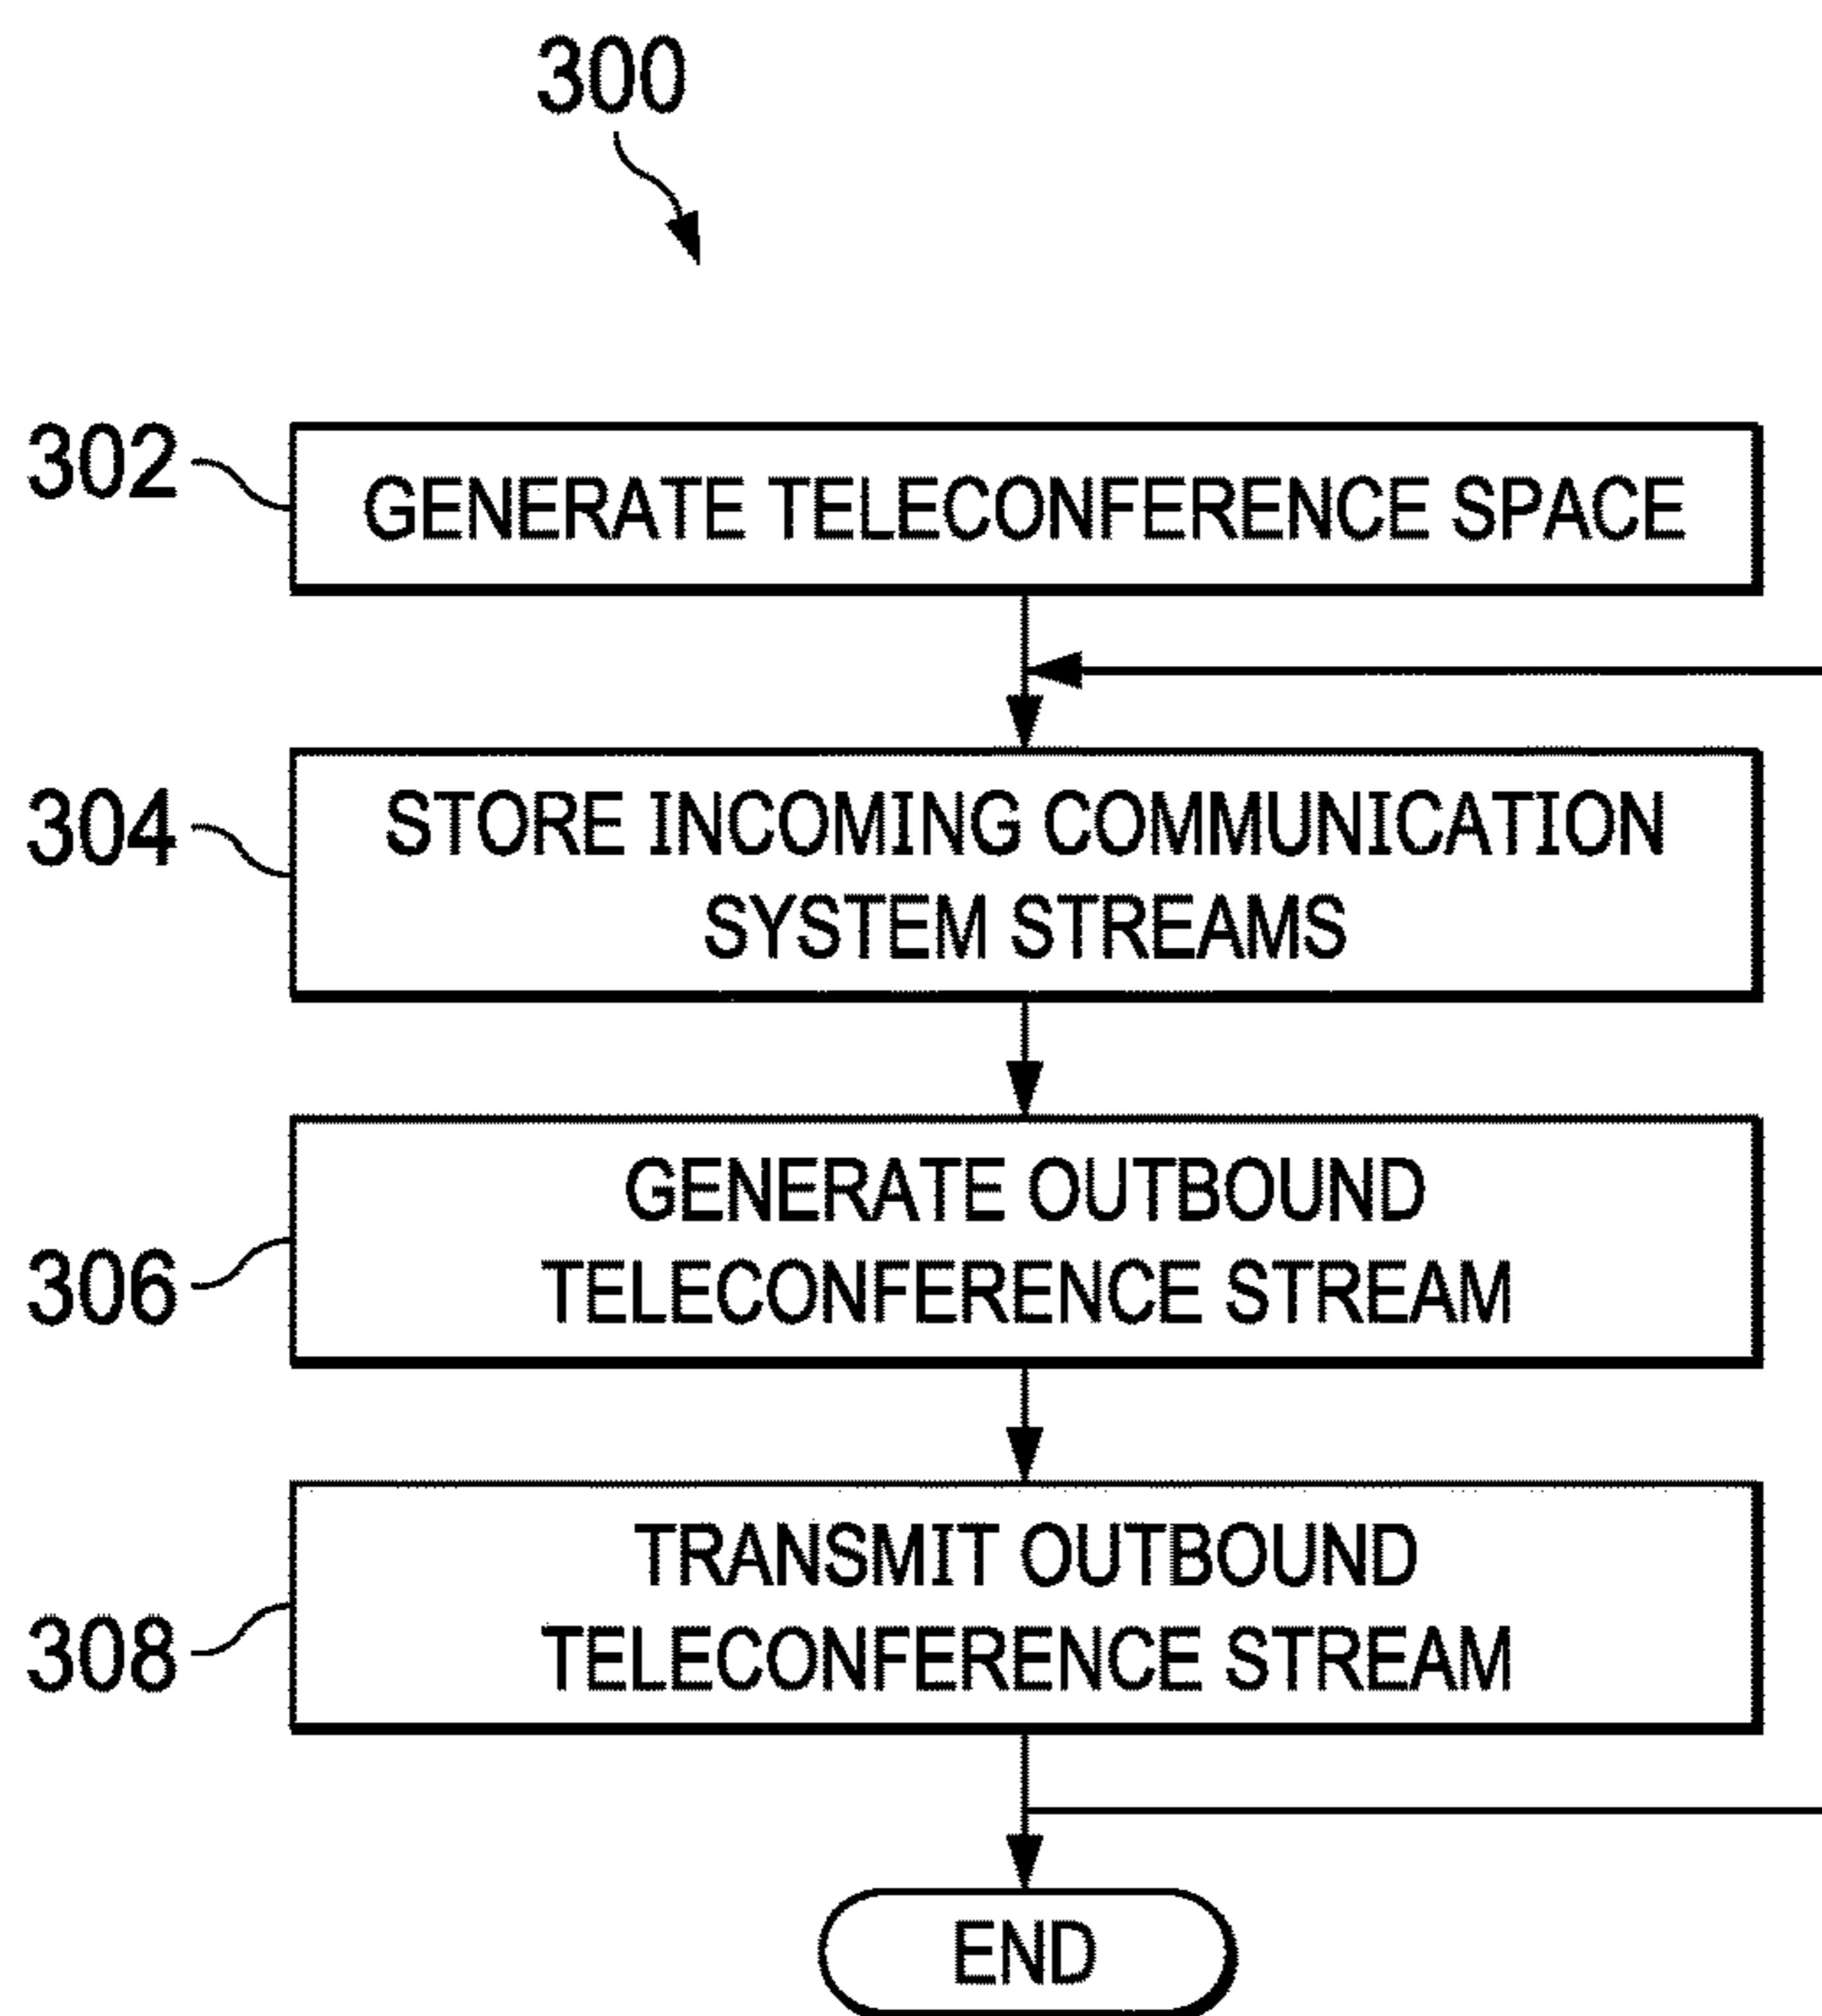 300
302
GENERATE TELECONFERENCE SPACE
304
STORE INCOMING COMMUNICATION
SYSTEM STREAMS
306
GENERATE OUTBOUND
TELECONFERENCE STREAM
308
TRANSMIT OUTBOUND
TELECONFERENCE STREAM
END